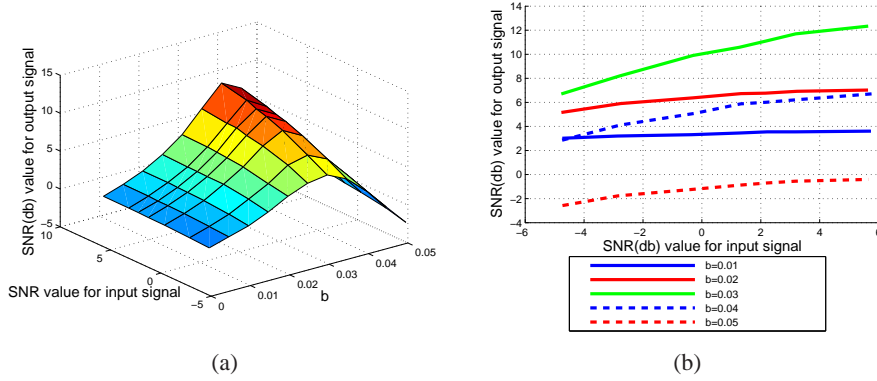 15
10
5
0
−5
10
5
0
−5
0
0.01
0.02
0.03
0.04
0.05
SNR(db) value for output signal
SNR value for input signal
b
(a)
14
12
10
8
6
4
2
0
−2
−4
−6
−4
−2
0
2
4
6
SNR(db) value for output signal
SNR(db) value for input signal
b=0.01
b=0.02
b=0.03
b=0.04
b=0.05
(b)